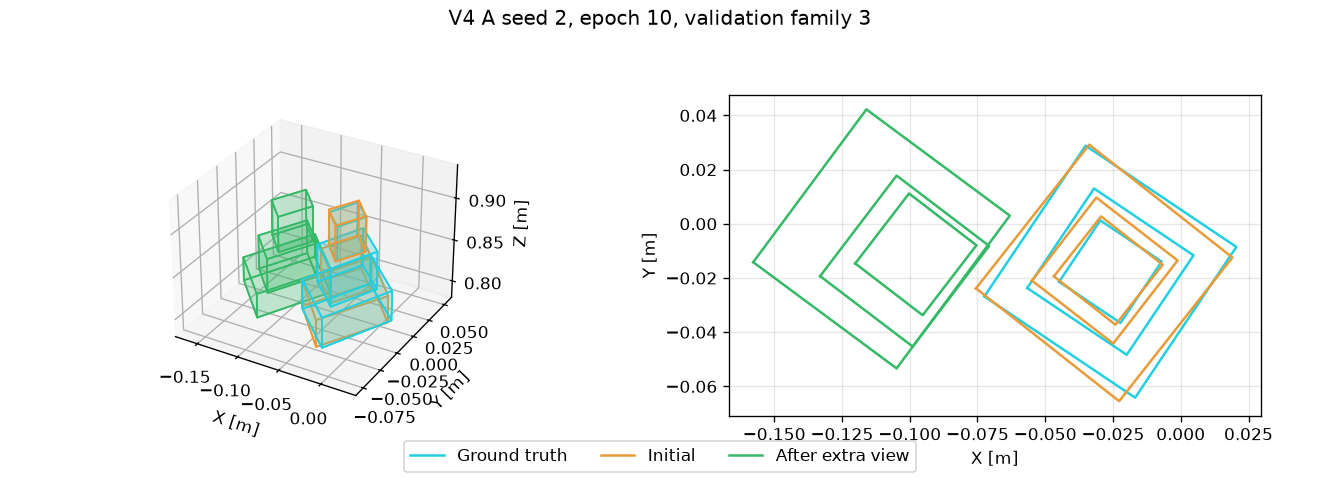 V4 A seed 2, epoch 10, validation family 3
0.90
0.85
0.80
Z [m]
0.050
0.025
0.000
−0.025
−0.050
−0.075
Y [m]
−0.15
−0.10
−0.05
0.00
X [m]
0.04
0.02
0.00
−0.02
−0.04
−0.06
Y [m]
−0.150 −0.125 −0.100 −0.075 −0.050 −0.025 0.000 0.025
X [m]
Ground truth Initial After extra view